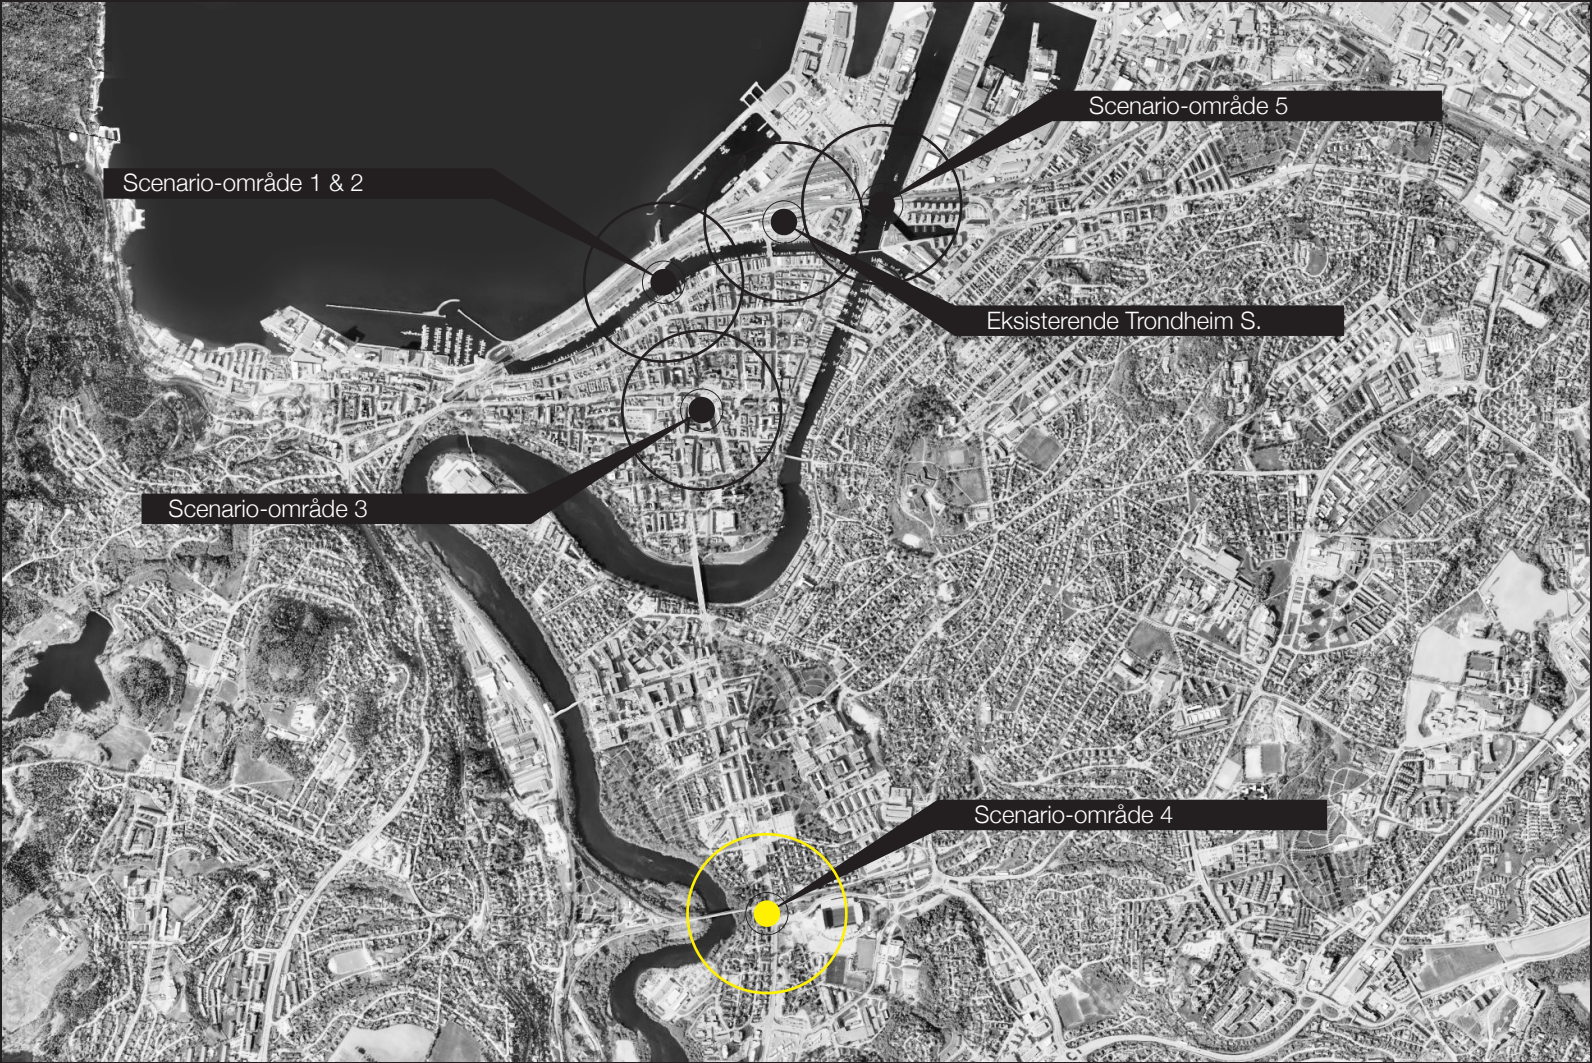 Scenario-område 5
Scenario-område 1 & 2
Eksisterende Trondheim S.
Scenario-område 3
Scenario-område 4